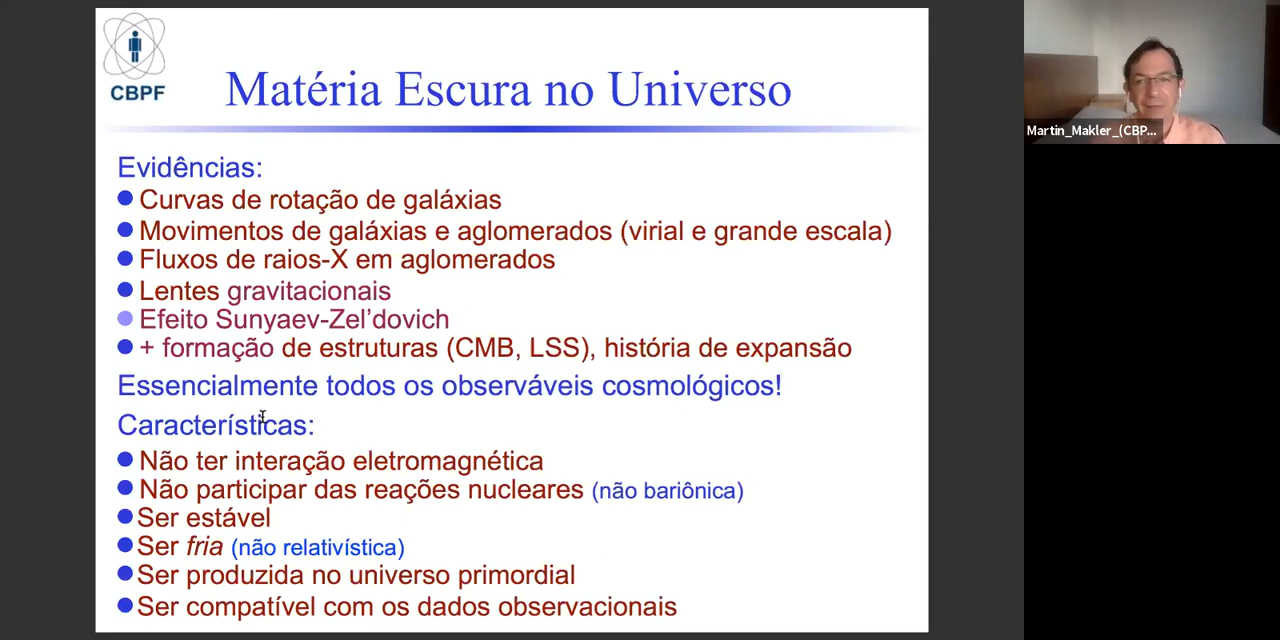 CBPF
Matéria Escura no Universo
Evidências:
Curvas de rotação de galáxias
Movimentos de galáxias e aglomerados (virial e grande escala)
Fluxos de raios-X em aglomerados
Lentes gravitacionais
Efeito Sunyaev-Zel’dovich
+ formação de estruturas (CMB, LSS), história de expansão
Essencialmente todos os observáveis cosmológicos!
Características:
Não ter interação eletromagnética
Não participar das reações nucleares (não bariônica)
Ser estável
Ser fria (não relativística)
Ser produzida no universo primordial
Ser compatível com os dados observacionais
Martin_Makler_(CBP...